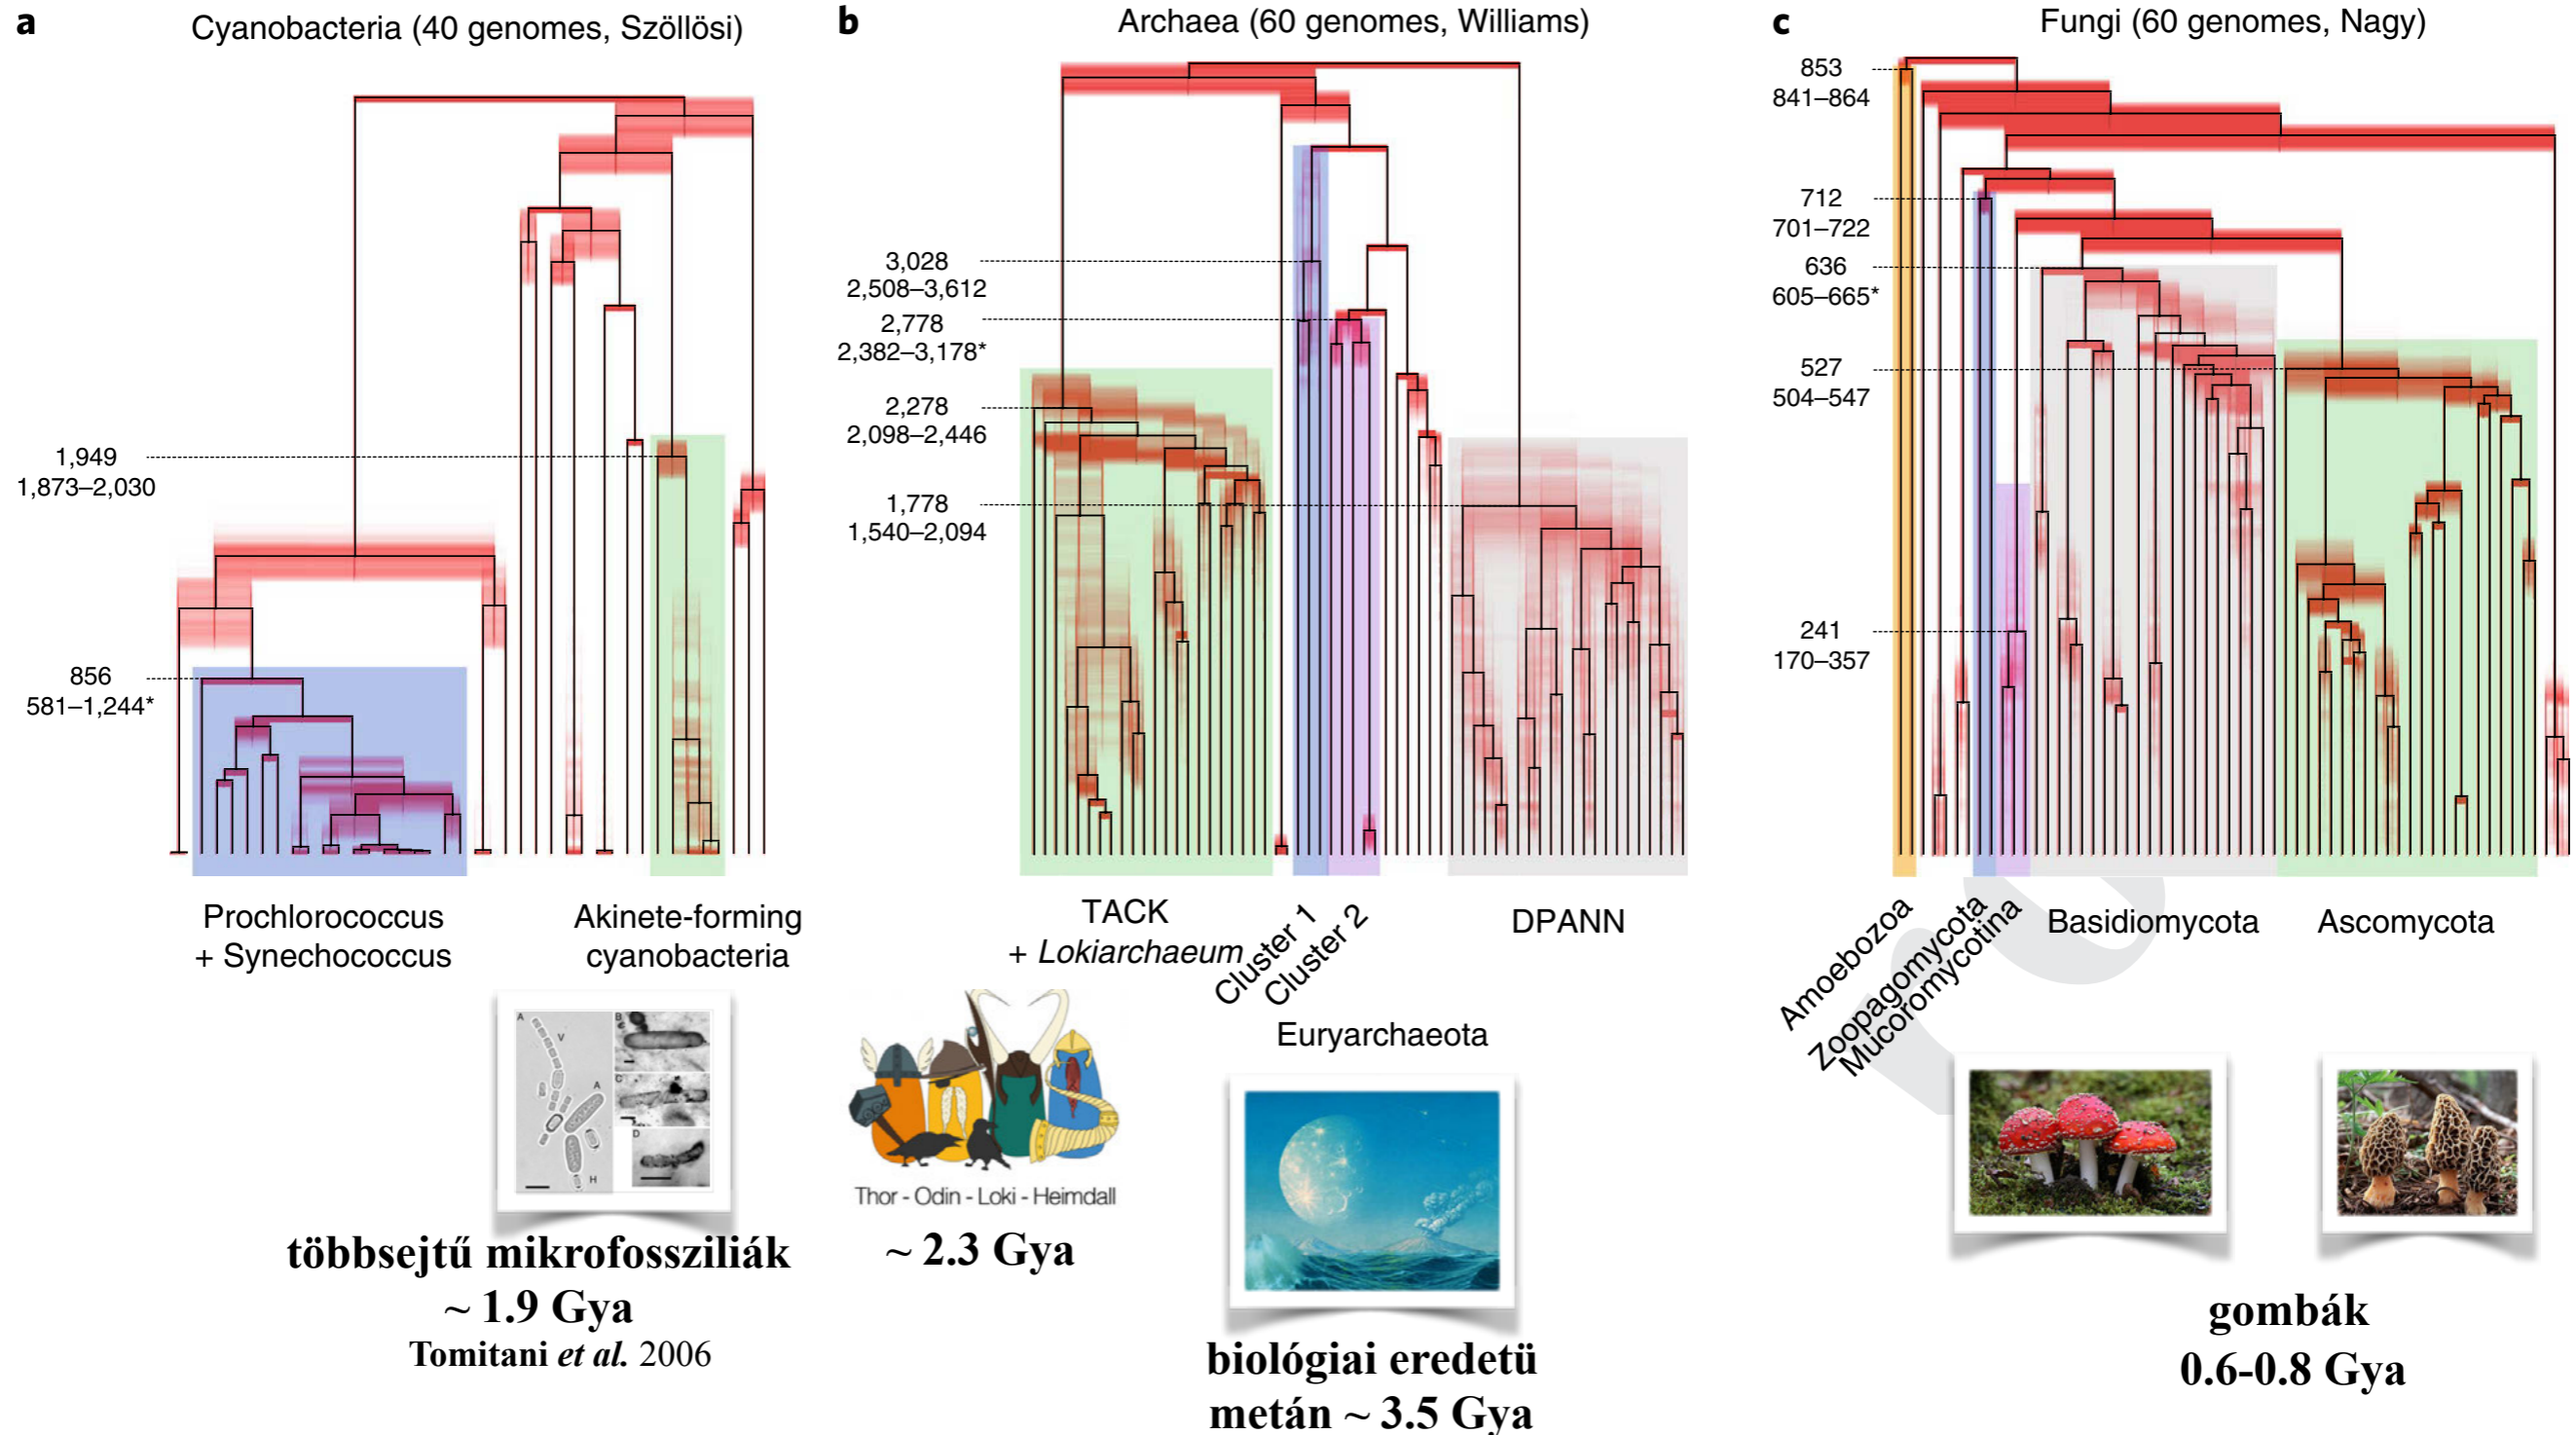 a
Cyanobacteria (40 genomes, Szöllösi)
1,949
1,873–2,030
856
581–1,244*
Prochlorococcus
+ Synechococcus
Akinete-forming
cyanobacteria
A
V
A
H
B
C
D
többsejtű mikrofossziliák
~ 1.9 Gya
Tomitani et al. 2006
b
Archaea (60 genomes, Williams)
3,028
2,508–3,612
2,778
2,382–3,178*
2,278
2,098–2,446
1,778
1,540–2,094
TACK
+ Lokiarchaeum
Cluster 1
Cluster 2
DPANN
Euryarchaeota
Thor - Odin - Loki - Heimdall
~ 2.3 Gya
biológiai eredetü
metán ~ 3.5 Gya
c
Fungi (60 genomes, Nagy)
853
841–864
712
701–722
636
605–665*
527
504–547
241
170–357
Amoebozoa
Zoopagomycota
Mucoromycotina
Basidiomycota
Ascomycota
gombák
0.6-0.8 Gya